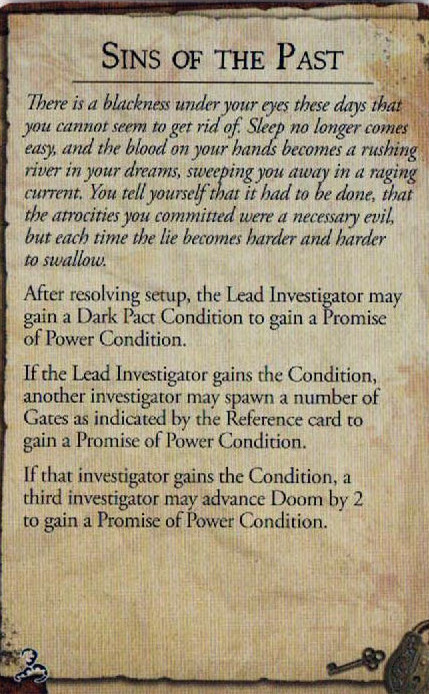 Sins of the Past
There is a blackness under your eyes these days that
you cannot seem to get rid of. Sleep no longer comes
easy, and the blood on your hands becomes a rushing
river in your dreams, sweeping you away in a raging
current. You tell yourself that it had to be done, that
the atrocities you committed were a necessary evil,
but each time the lie becomes harder and harder
to swallow.
After resolving setup, the Lead Investigator may
gain a Dark Pact Condition to gain a Promise
of Power Condition.
If the Lead Investigator gains the Condition,
another investigator may spawn a number of
Gates as indicated by the Reference card to
gain a Promise of Power Condition.
If that investigator gains the Condition, a
third investigator may advance Doom by 2
to gain a Promise of Power Condition.